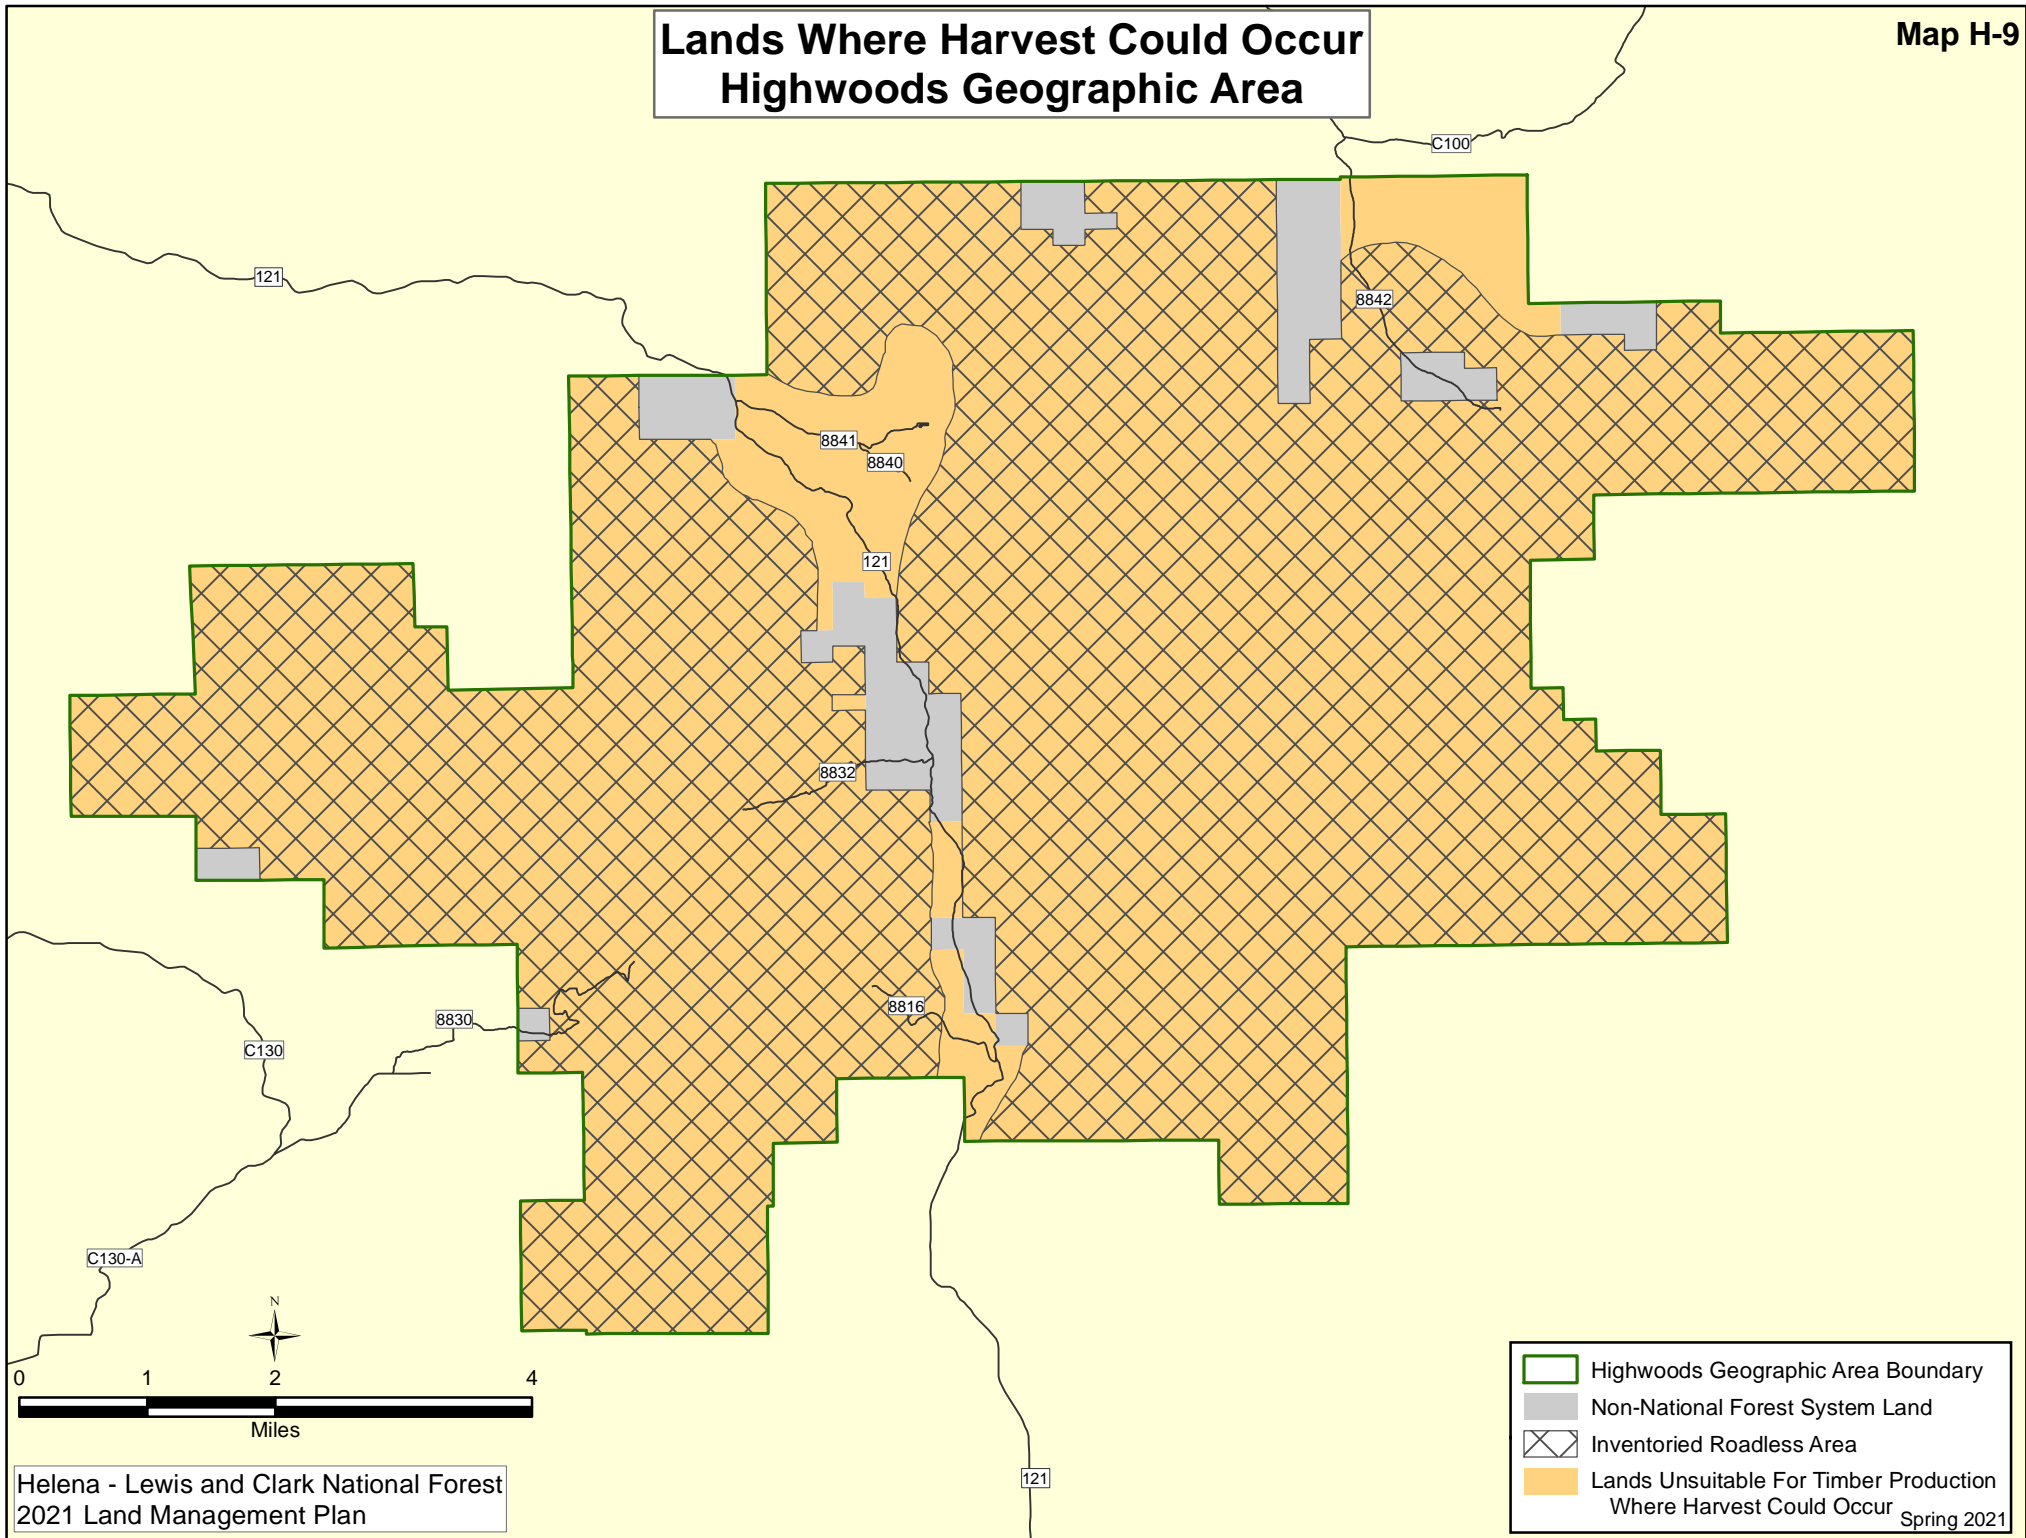 Lands Where Harvest Could Occur
Highwoods Geographic Area
Map H-9
C100
121
8842
8841
8840
121
8832
8816
8830
C130
C130-A
N
0 1 2 4
Miles
121
Highwoods Geographic Area Boundary
Non-National Forest System Land
Inventoried Roadless Area
Lands Unsuitable For Timber Production
Where Harvest Could Occur
Spring 2021
Helena - Lewis and Clark National Forest
2021 Land Management Plan